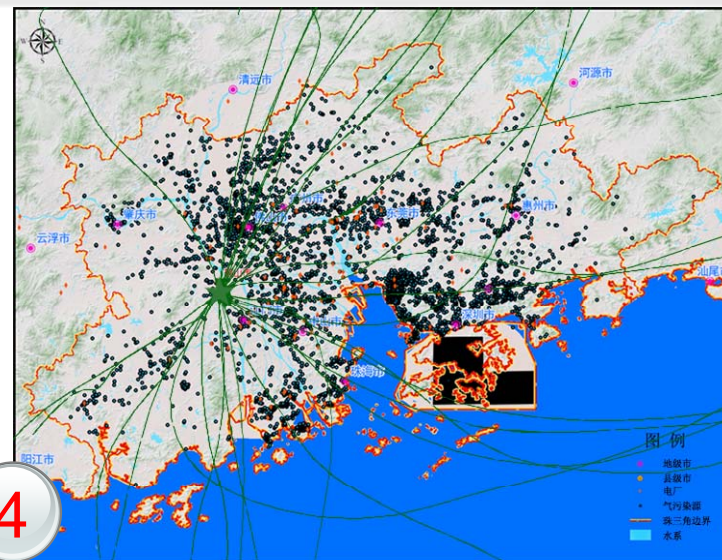 N
W E
S
清远市
河源市
肇庆市
惠州市
东莞市
云浮市
汕尾市
深圳市
珠海市
阳江市
图 例
地级市
县级市
电厂
气污染源
珠三角边界
水系
4